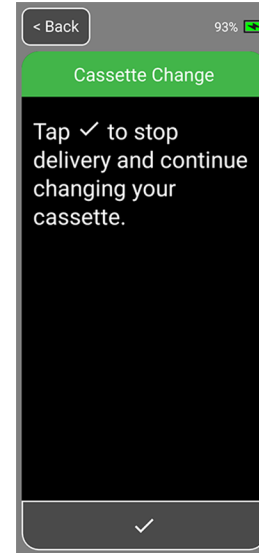 < Back
93%
Cassette Change
Tap ✓ to stop
delivery and continue
changing your
cassette.
✓